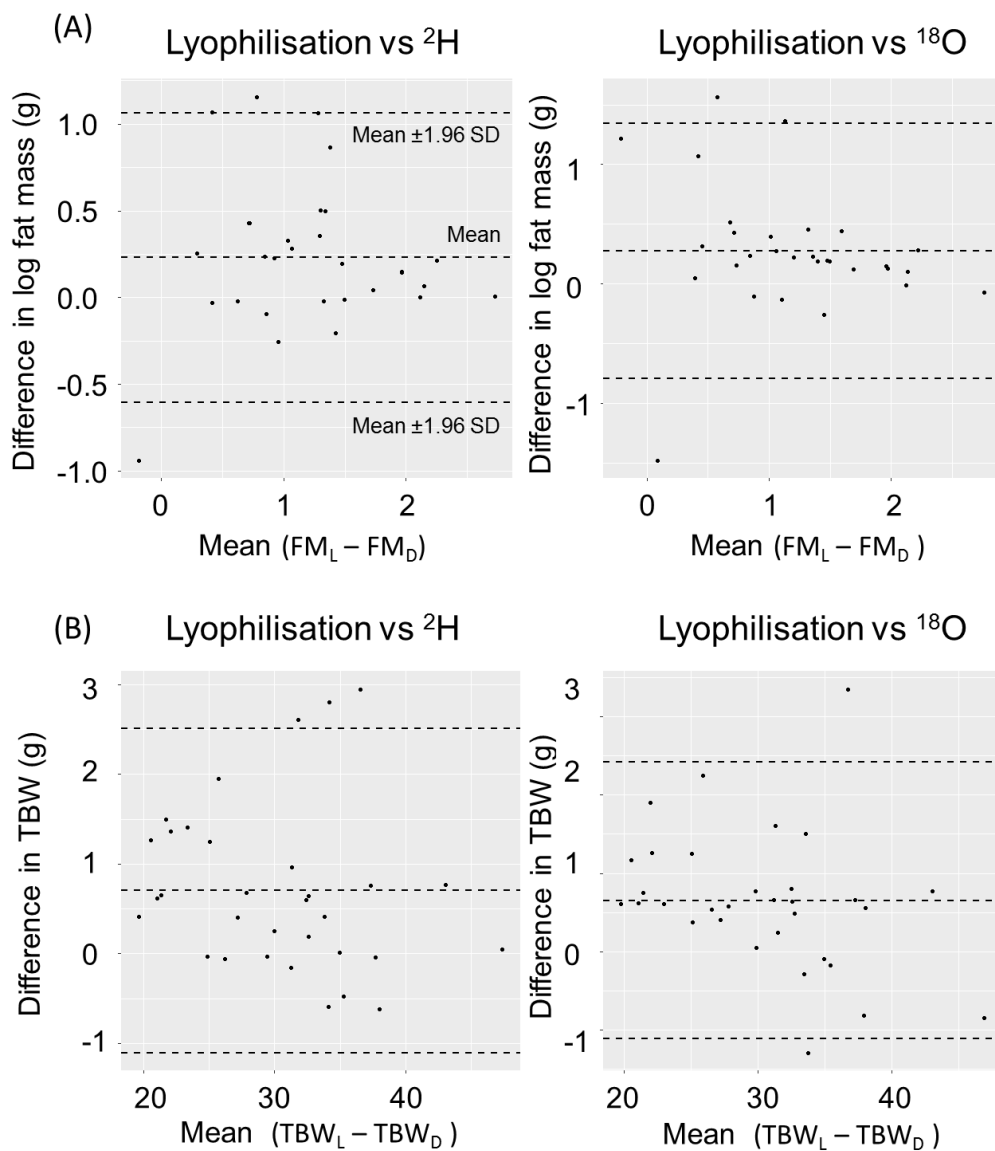 (A)
Lyophilisation vs ²H
Lyophilisation vs ¹⁸O
Difference in log fat mass (g)
1.0
0.5
0.0
-0.5
-1.0
Mean ±1.96 SD
Mean
Mean ±1.96 SD
0 1 2
Mean (FM_L – FM_D)
Difference in log fat mass (g)
1
0
-1
0 1 2
Mean (FM_L – FM_D )
(B)
Lyophilisation vs ²H
Lyophilisation vs ¹⁸O
Difference in TBW (g)
3
2
1
0
-1
20 30 40
Mean (TBW_L – TBW_D )
Difference in TBW (g)
3
2
1
0
-1
20 30 40
Mean (TBW_L – TBW_D )